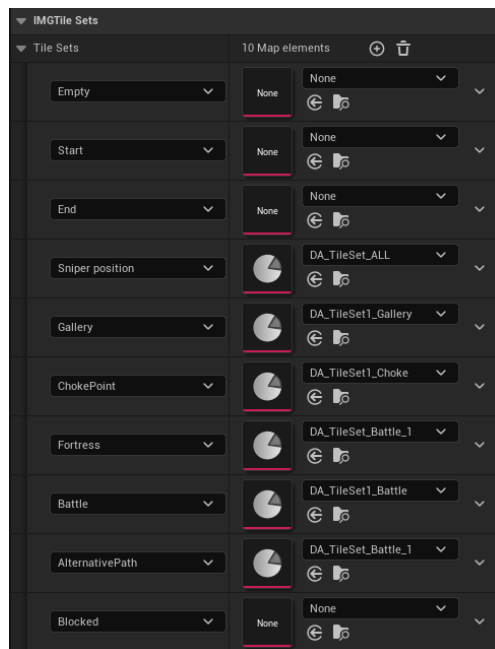 IMGTile Sets
Tile Sets 10 Map elements
Empty None None
Start None None
End None None
Sniper position DA_TileSet_ALL
Gallery DA_TileSet1_Gallery
ChokePoint DA_TileSet1_Choke
Fortress DA_TileSet_Battle_1
Battle DA_TileSet1_Battle
AlternativePath DA_TileSet_Battle_1
Blocked None None